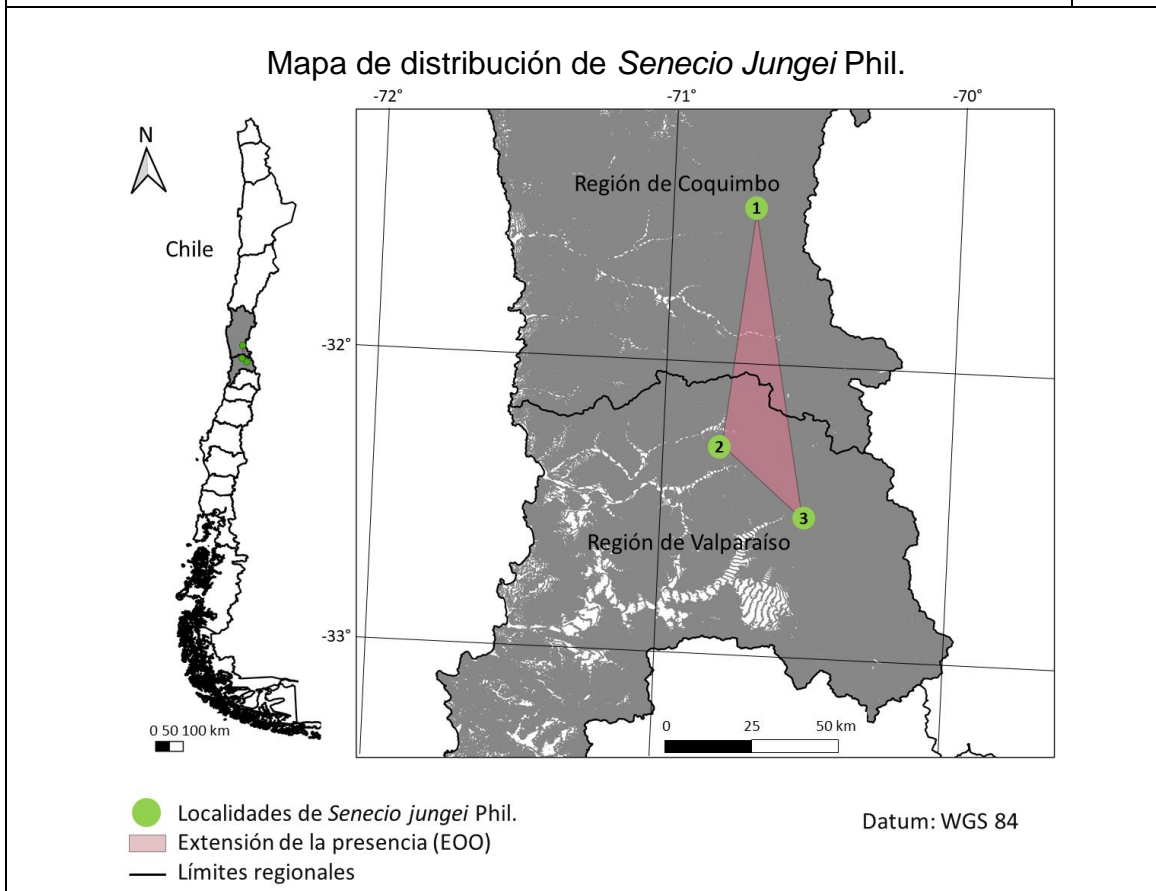 Mapa de distribución de Senecio Jungei Phil.
-72°
-71°
-70°
N
Chile
Región de Coquimbo
1
-32°
2
3
Región de Valparaíso
-33°
0 50 100 km
0 25 50 km
Localidades de Senecio jungei Phil.
Extensión de la presencia (EOO)
Límites regionales
Datum: WGS 84